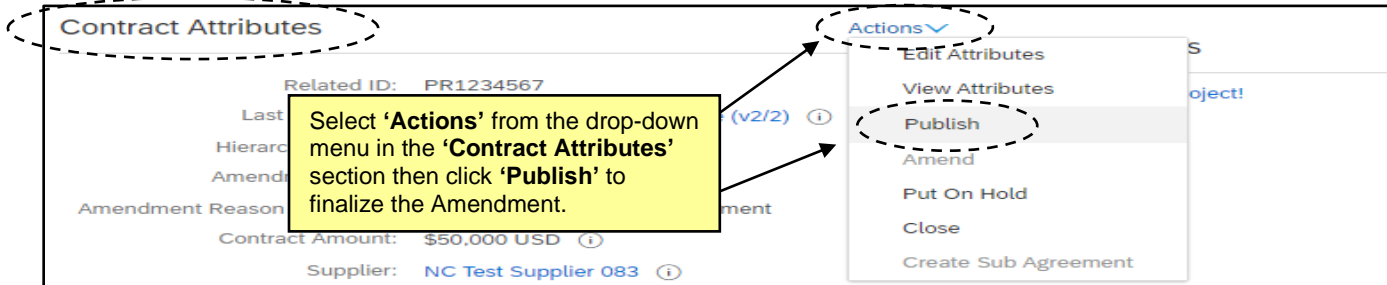 Contract Attributes
Actions
Edit Attributes
s
Related ID: PR1234567
View Attributes
oject!
Last
(v2/2)
Select ‘Actions’ from the drop-down
menu in the ‘Contract Attributes’
section then click ‘Publish’ to
finalize the Amendment.
Publish
Hierarc
Amend
Amend
Put On Hold
Amendment Reason
ment
Close
Contract Amount: $50,000 USD
Create Sub Agreement
Supplier: NC Test Supplier 083